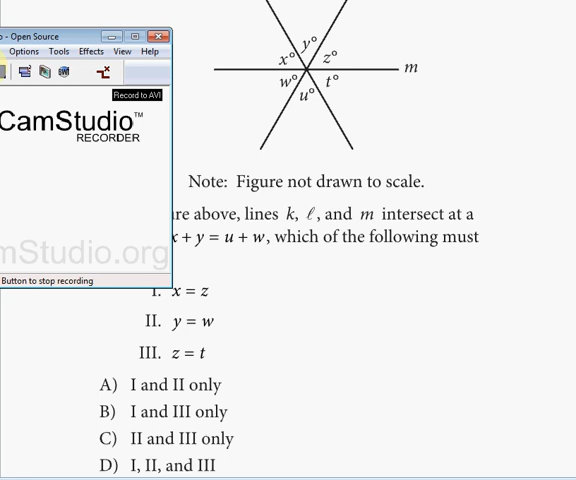 o - Open Source
Options Tools Effects View Help
Record to AVI
CamStudio™
RECORDER
mStudio.org
Button to stop recording
y°
x° z°
m
w° t°
u°
Note: Figure not drawn to scale.
are above, lines k, ℓ, and m intersect at a
x + y = u + w, which of the following must
I. x = z
II. y = w
III. z = t
A) I and II only
B) I and III only
C) II and III only
D) I, II, and III